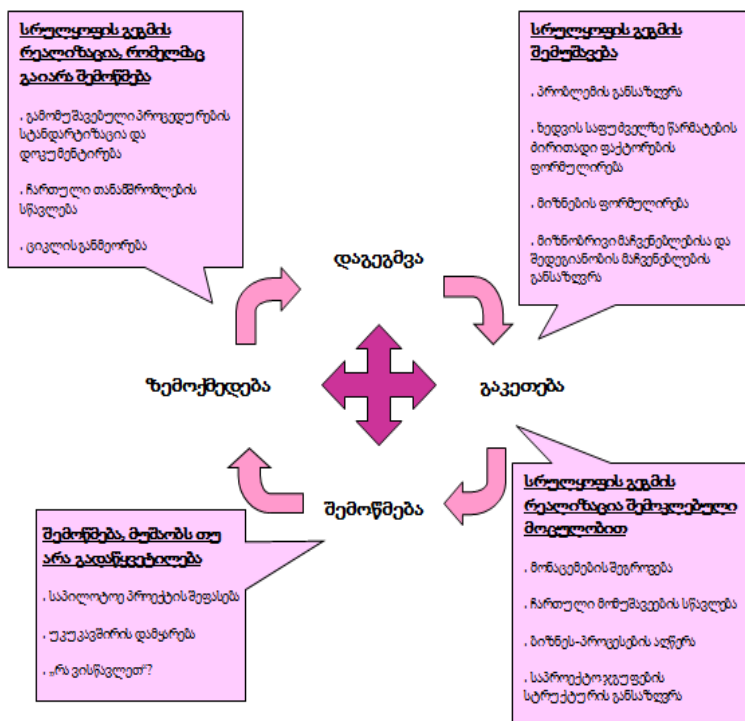 სრულყოფის გეგმის
რეალიზაცია, რომელმაც
გაიარა შემოწმება
. გამომუშავებული პროცედურების
სტანდარტიზაცია და
დოკუმენტირება
. ჩართული თანამშრომლების
სწავლება
. ციკლის განმეორება
სრულყოფის გეგმის
შემუშავება
. პრობლემის განსაზღვრა
. ხედვის საფუძველზე წარმატების
ძირითადი ფაქტორების
ფორმულირება
. მიზნების ფორმულირება
. მიზნობრივი მაჩვენებლებისა და
შედეგიანობის მაჩვენებლების
განსაზღვრა
დაგეგმვა
ზემოქმედება
გაკეთება
შემოწმება
შემოწმება, მუშაობს თუ
არა გადაწყვეტილება
. საპილოტოე პროექტის შეფასება
. უკუკავშირის დამყარება
. „რა ვისწავლეთ“?
სრულყოფის გეგმის
რეალიზაცია შემოკლებული
მოცულობით
. მონაცემების შეგროვება
. ჩართული მომუშავეების სწავლება
. ბიზნეს-პროცესების აღწერა
. საპროექტო ჯგუფების
სტრუქტურის განსაზღვრა